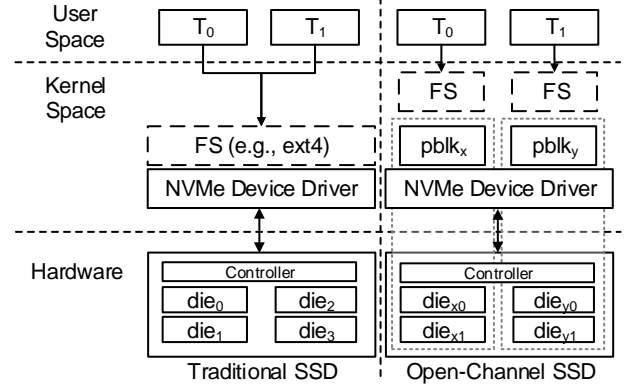 User Space
T0 T1 T0 T1
Kernel Space
FS FS
FS (e.g., ext4)
pblkx pblky
NVMe Device Driver NVMe Device Driver
Hardware
Controller Controller
die0 die2 diex0 diey0
die1 die3 diex1 diey1
Traditional SSD Open-Channel SSD